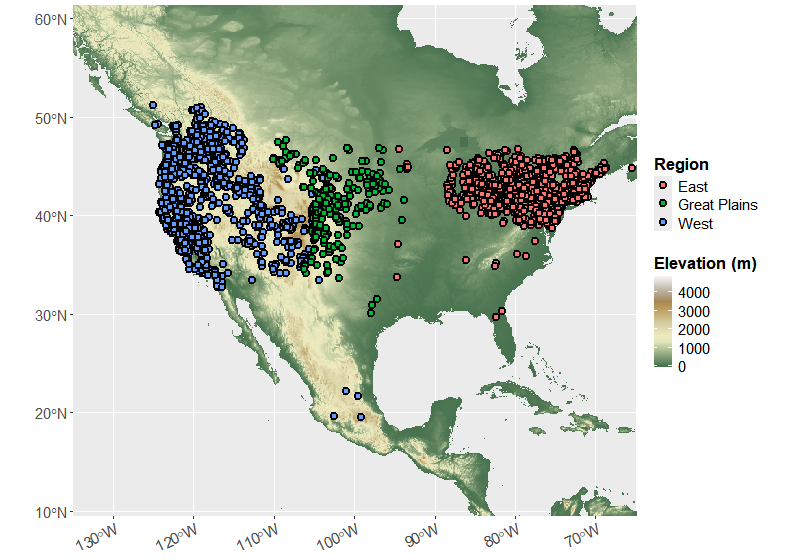 60°N
50°N
40°N
30°N
20°N
10°N
130°W
120°W
110°W
100°W
90°W
80°W
70°W
Region
East
Great Plains
West
Elevation (m)
4000
3000
2000
1000
0